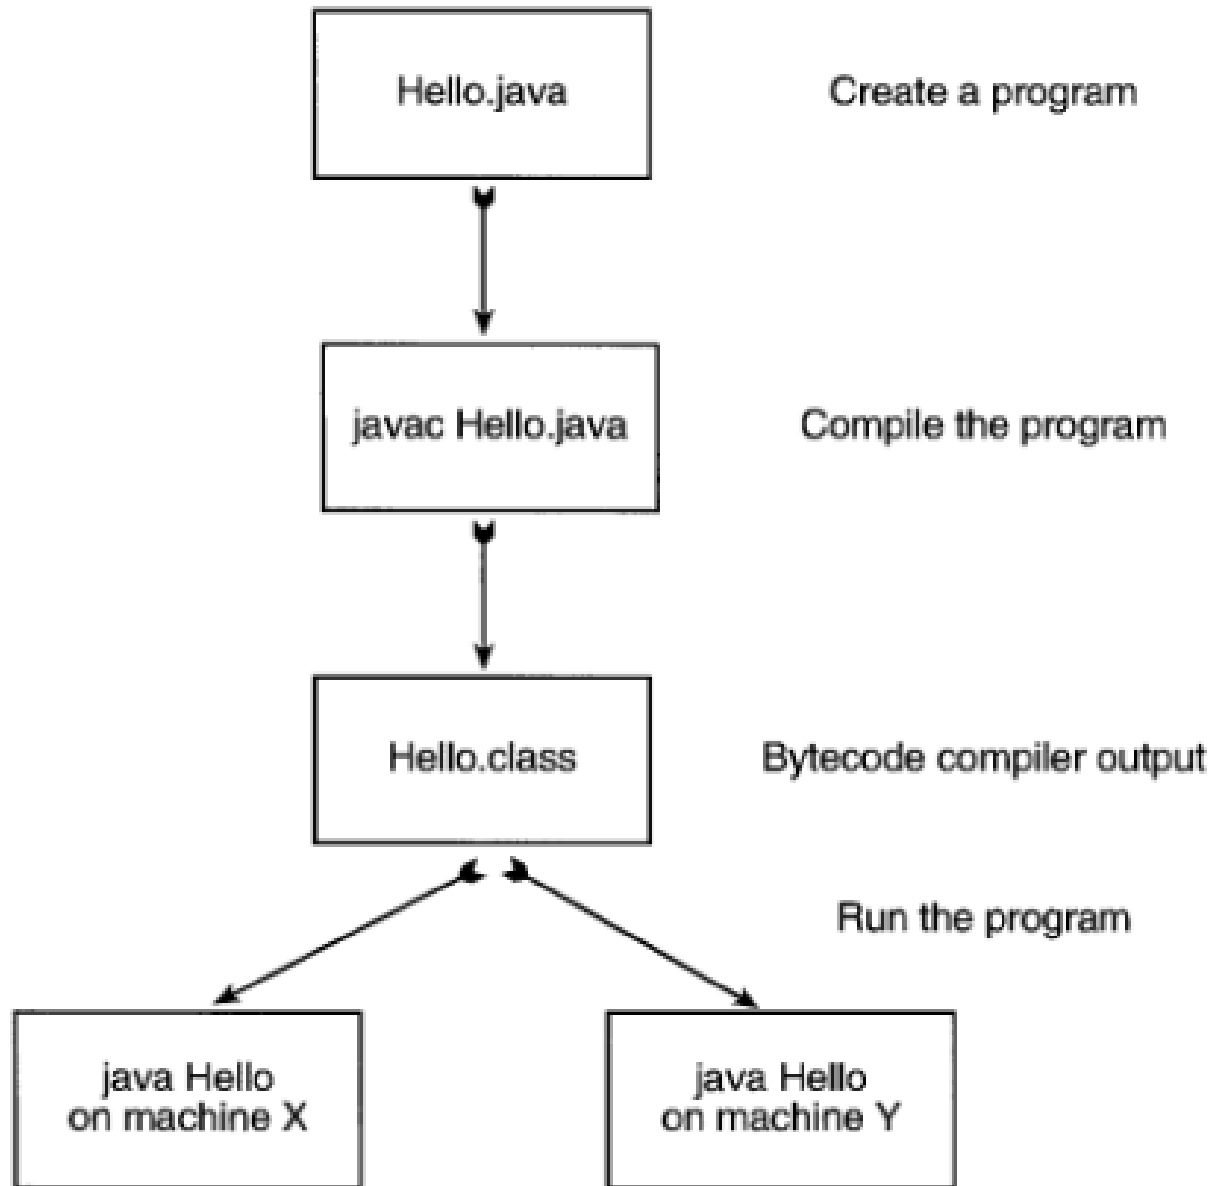 Hello.java
Create a program
javac Hello.java
Compile the program
Hello.class
Bytecode compiler output
Run the program
java Hello
on machine X
java Hello
on machine Y